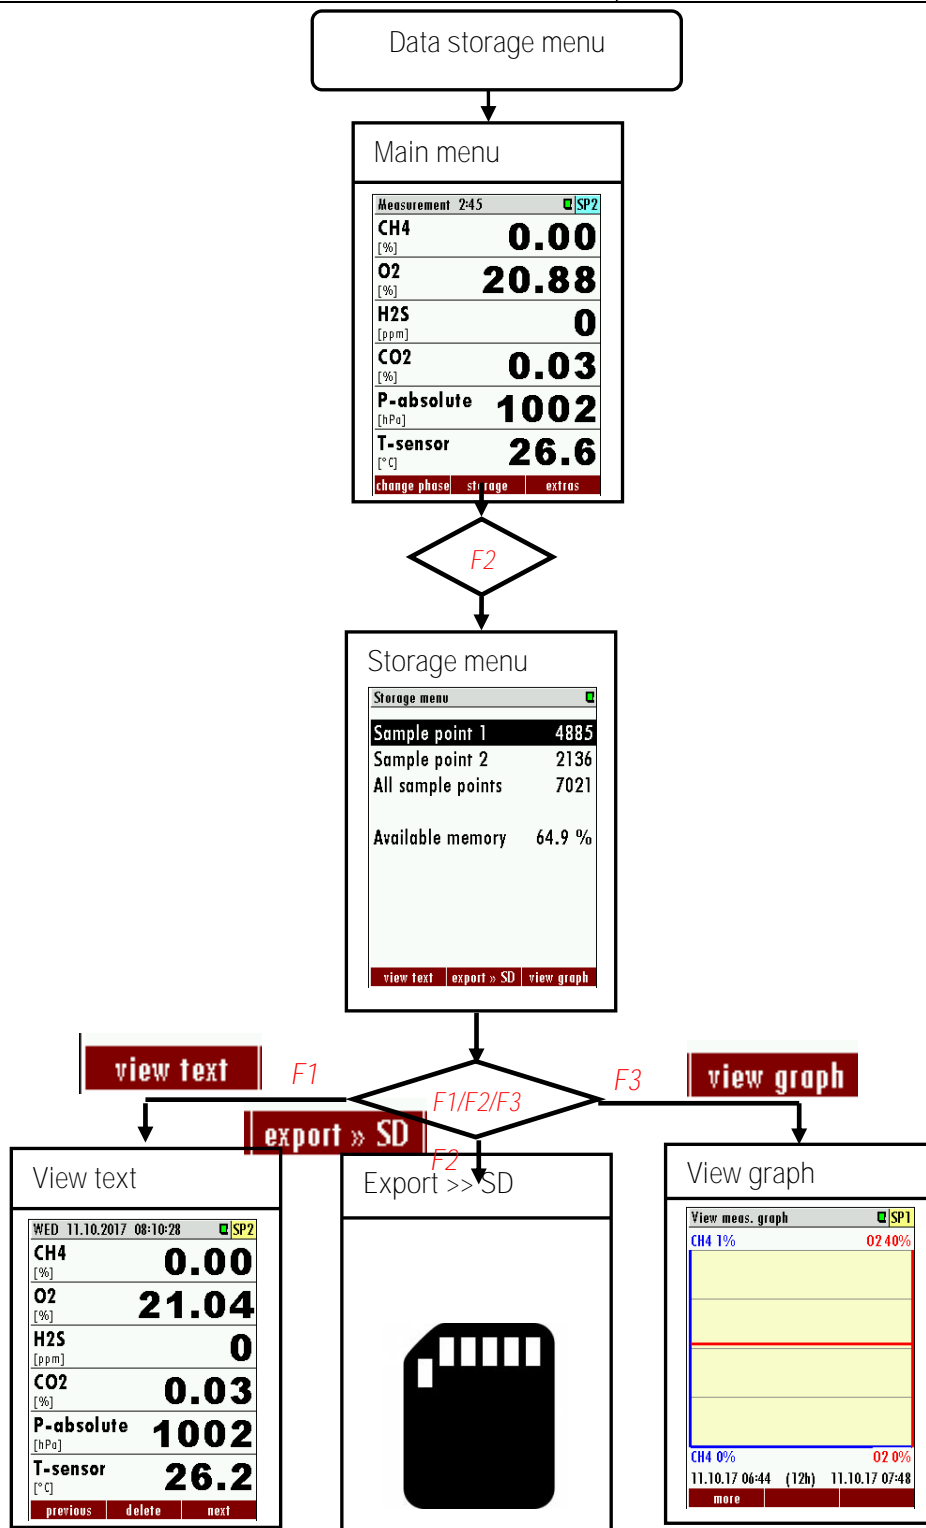 Data storage menu
Main menu
Measurement 2:45 SP2
CH4 0.00
[%]
O2 20.88
[%]
H2S 0
[ppm]
CO2 0.03
[%]
P-absolute 1002
[hPa]
T-sensor 26.6
[°C]
change phase storage extras
F2
Storage menu
Storage menu
Sample point 1 4885
Sample point 2 2136
All sample points 7021
Available memory 64.9 %
view text export » SD view graph
view text F1 F1/F2/F3 F3 view graph
export » SD
F2
View text
WED 11.10.2017 08:10:28 SP2
CH4 0.00
[%]
O2 21.04
[%]
H2S 0
[ppm]
CO2 0.03
[%]
P-absolute 1002
[hPa]
T-sensor 26.2
[°C]
previous delete next
Export >> SD
View graph
View meas. graph SP1
CH4 1% O2 40%
CH4 0% O2 0%
11.10.17 06:44 (12h) 11.10.17 07:48
more